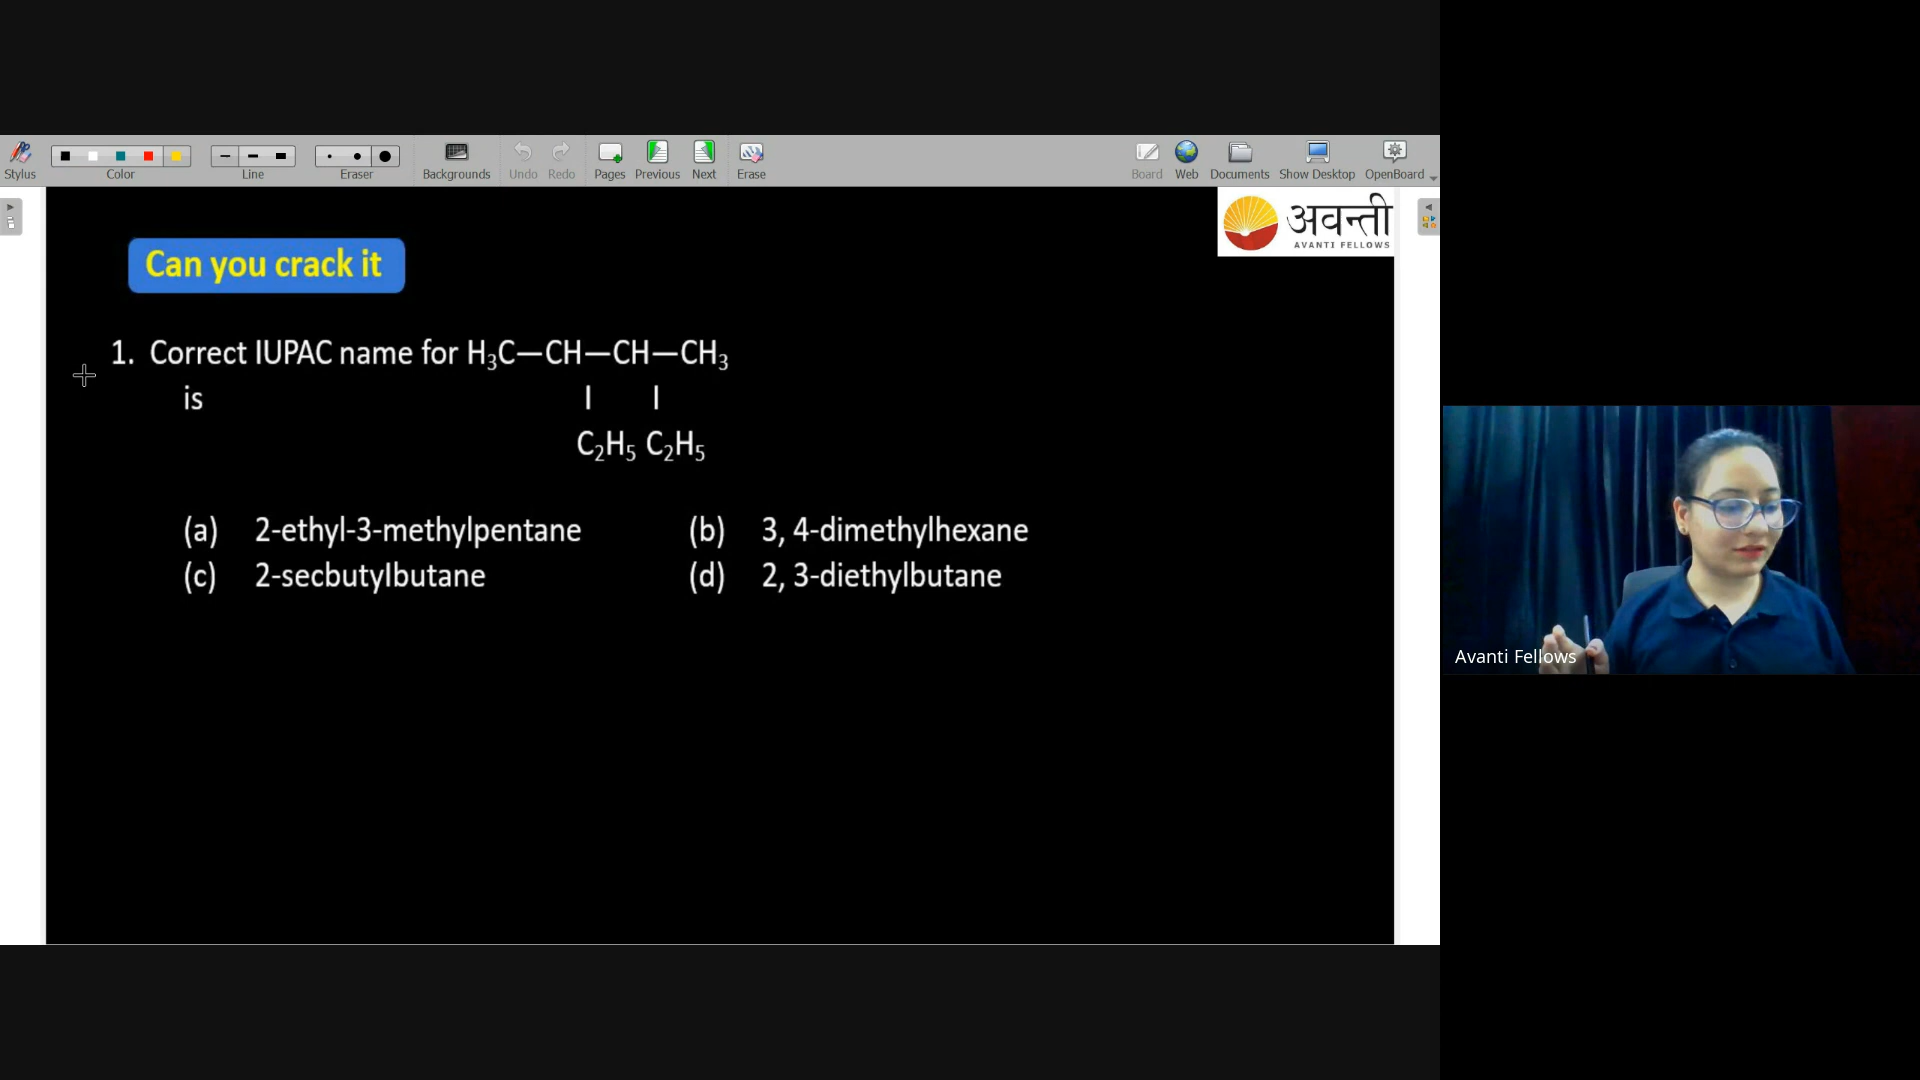 Stylus
Color
Line
Eraser
Backgrounds
Undo
Redo
Pages
Previous
Next
Erase
Board
Web
Documents
Show Desktop
OpenBoard
अवन्ती
AVANTI FELLOWS
Can you crack it
1. Correct IUPAC name for H₃C—CH—CH—CH₃
is | |
C₂H₅ C₂H₅
(a) 2-ethyl-3-methylpentane (b) 3, 4-dimethylhexane
(c) 2-secbutylbutane (d) 2, 3-diethylbutane
Avanti Fellows